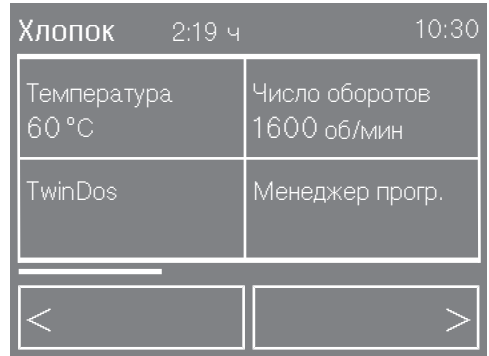 Хлопок 2:19 ч 10:30
Температура Число оборотов
60 °C 1600 об/мин
TwinDos Менеджер прогр.
< >